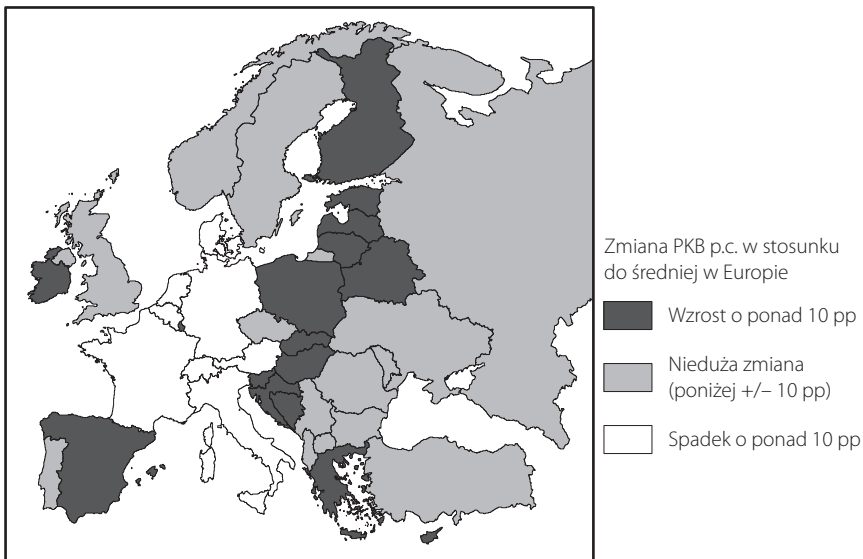 Zmiana PKB p.c. w stosunku
do średniej w Europie
Wzrost o ponad 10 pp
Nieduża zmiana
(poniżej +/– 10 pp)
Spadek o ponad 10 pp